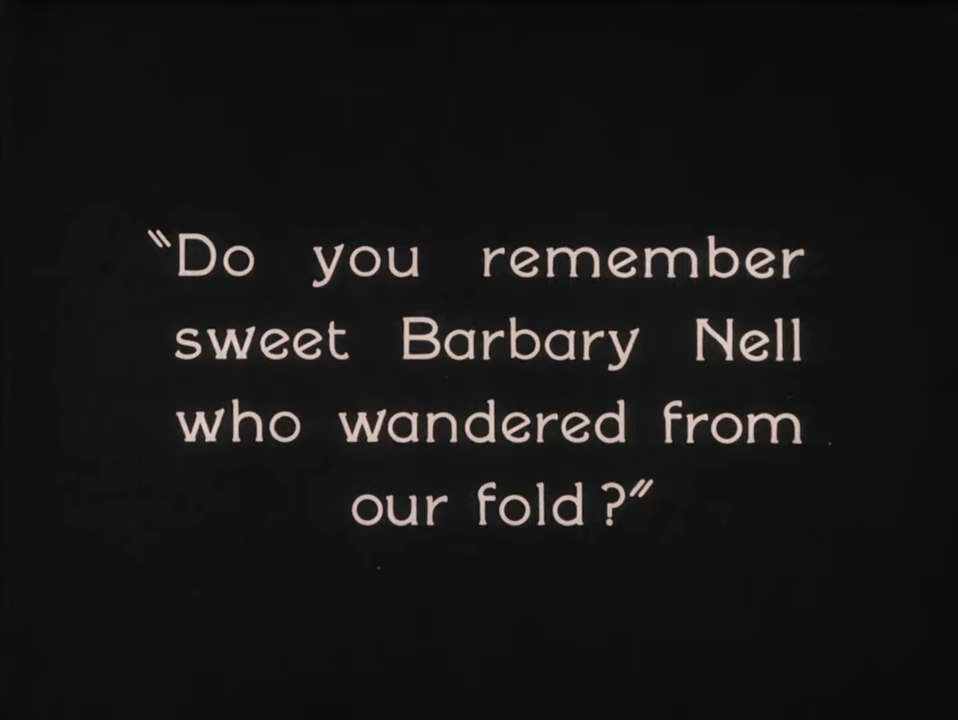 "Do you remember
sweet Barbary Nell
who wandered from
our fold?"